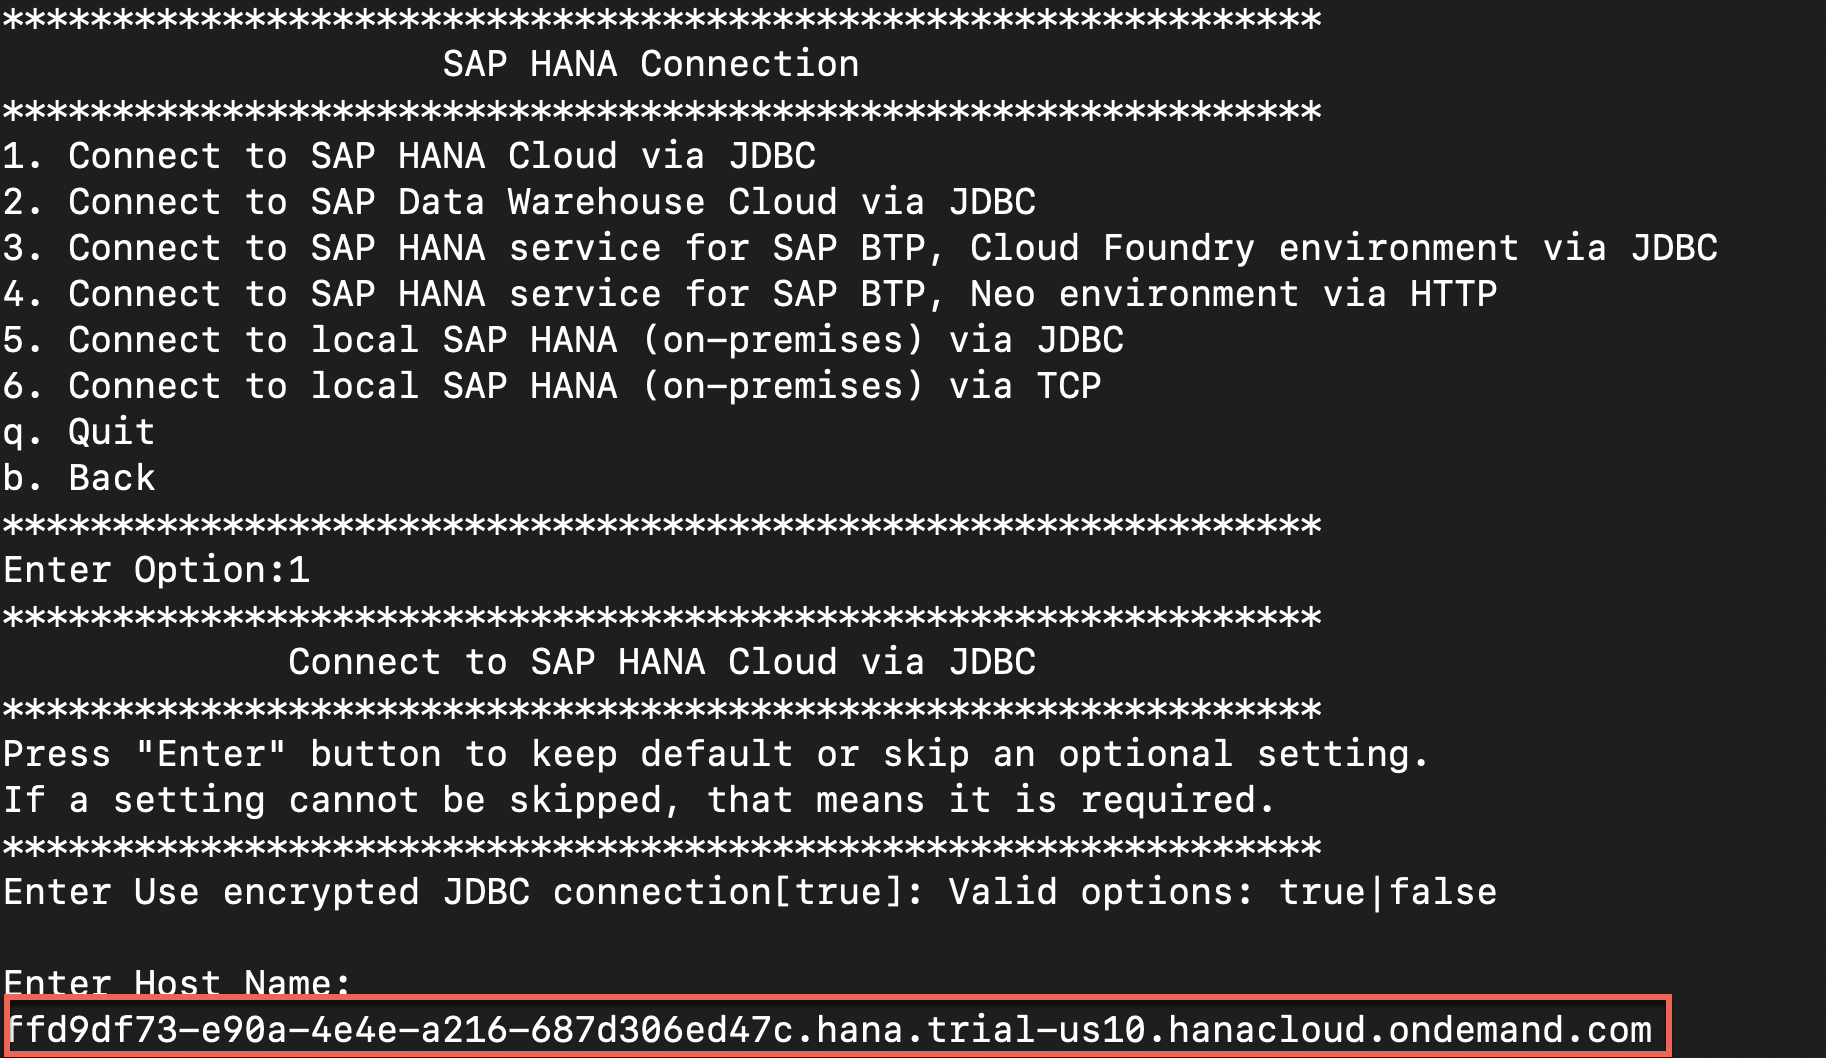 ************************************************************
SAP HANA Connection
************************************************************
1. Connect to SAP HANA Cloud via JDBC
2. Connect to SAP Data Warehouse Cloud via JDBC
3. Connect to SAP HANA service for SAP BTP, Cloud Foundry environment via JDBC
4. Connect to SAP HANA service for SAP BTP, Neo environment via HTTP
5. Connect to local SAP HANA (on-premises) via JDBC
6. Connect to local SAP HANA (on-premises) via TCP
q. Quit
b. Back
************************************************************
Enter Option:1
************************************************************
Connect to SAP HANA Cloud via JDBC
************************************************************
Press "Enter" button to keep default or skip an optional setting.
If a setting cannot be skipped, that means it is required.
************************************************************
Enter Use encrypted JDBC connection[true]: Valid options: true|false
Enter Host Name:
ffd9df73-e90a-4e4e-a216-687d306ed47c.hana.trial-us10.hanacloud.ondemand.com